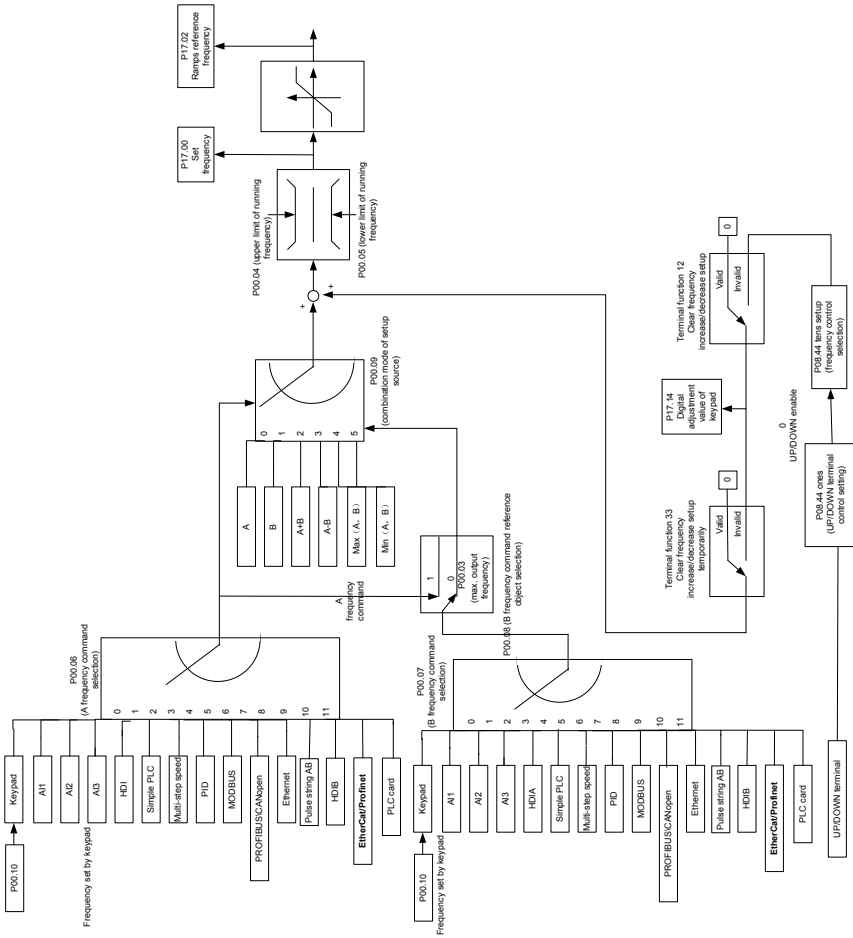 P17.02
Ramps reference
frequency
P17.00
Set
frequency
P00.04 (upper limit of running
frequency)
P00.05 (lower limit of running
frequency)
+
+
P00.09
(combination mode of setup
source)
0
1
2
3
4
5
A
B
A+B
A-B
Max（A，B）
Min（A，B）
A
frequency
command
1
0
P00.03
(max. output
frequency)
P00.08 (B frequency command reference
object selection)
P00.06
(A frequency command
selection)
0
1
2
3
4
5
6
7
8
9
10
11
Keypad
AI1
AI2
AI3
HDI
Simple PLC
Multi-step speed
PID
MODBUS
PROFIBUS\CANopen
Ethernet
Pulse string AB
HDIB
EtherCat/Profinet
PLC card
P00.10
Frequency set by keypad
P00.07
(B frequency command
selection)
0
1
2
3
4
5
6
7
8
9
10
11
Keypad
AI1
AI2
AI3
HDIA
Simple PLC
Multi-step speed
PID
MODBUS
PROFIBUS\CANopen
Ethernet
Pulse string AB
HDIB
EtherCat/Profinet
PLC card
P00.10
Frequency set by keypad
Terminal function 12
Clear frequency
increase/decrease setup
Valid
Invalid
0
P17.14
Digital
adjustment
value of
keypad
Terminal function 33
Clear frequency
increase/decrease setup
temporarily
Valid
Invalid
0
P08.44 tens setup
(frequency control
selection)
0
UP/DOWN enable
P08.44 ones
(UP/DOWN terminal
control setting)
UP/DOWN terminal